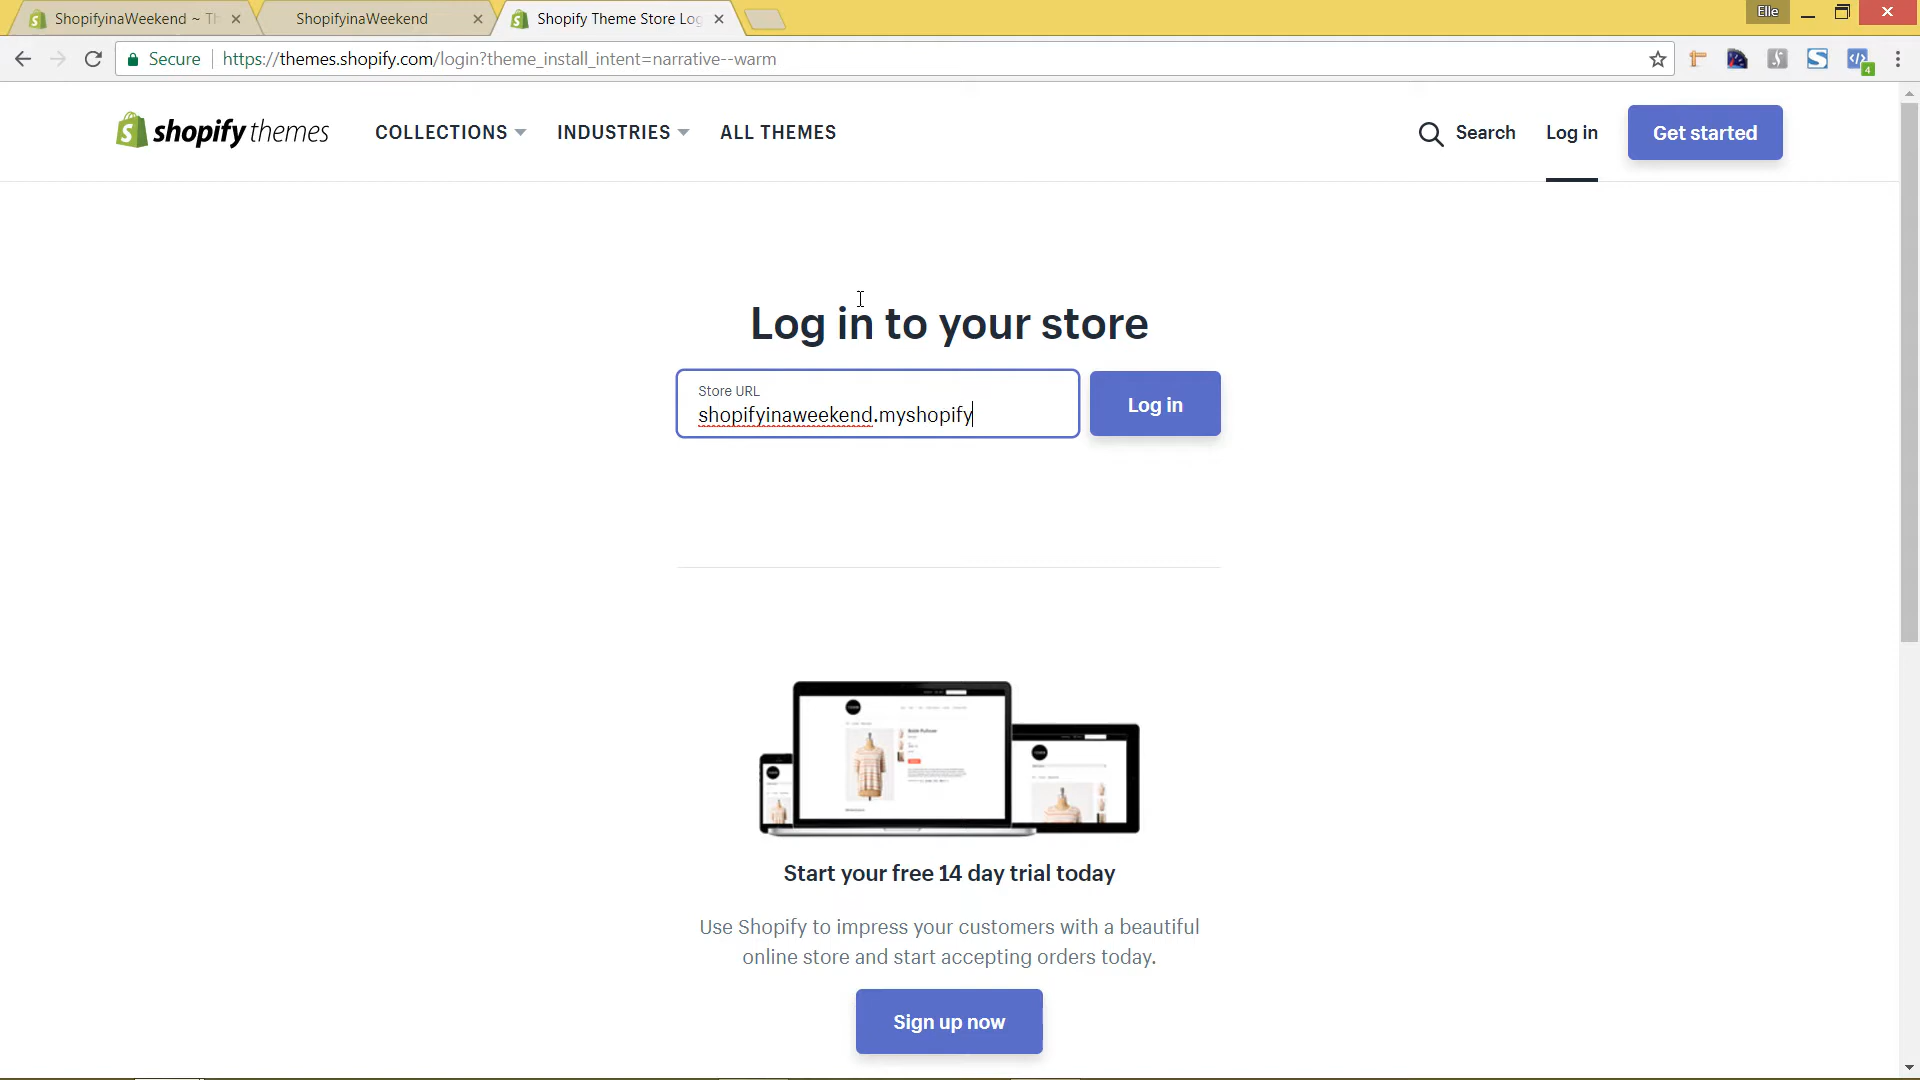 ShopifyinaWeekend ~ Th
ShopifyinaWeekend
Shopify Theme Store Log
Elle
Secure
https://themes.shopify.com/login?theme_install_intent=narrative--warm
4
shopify themes
COLLECTIONS
INDUSTRIES
ALL THEMES
Search
Log in
Get started
Log in to your store
Store URL
shopifyinaweekend.myshopify
Log in
Start your free 14 day trial today
Use Shopify to impress your customers with a beautiful
online store and start accepting orders today.
Sign up now